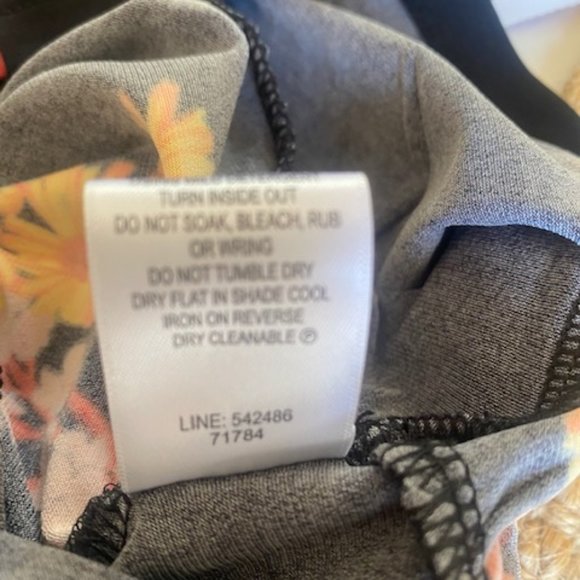 TURN INSIDE OUT
DO NOT SOAK, BLEACH, RUB
OR WRING
DO NOT TUMBLE DRY
DRY FLAT IN SHADE COOL
IRON ON REVERSE
DRY CLEANABLE Ⓟ
LINE: 542486
71784